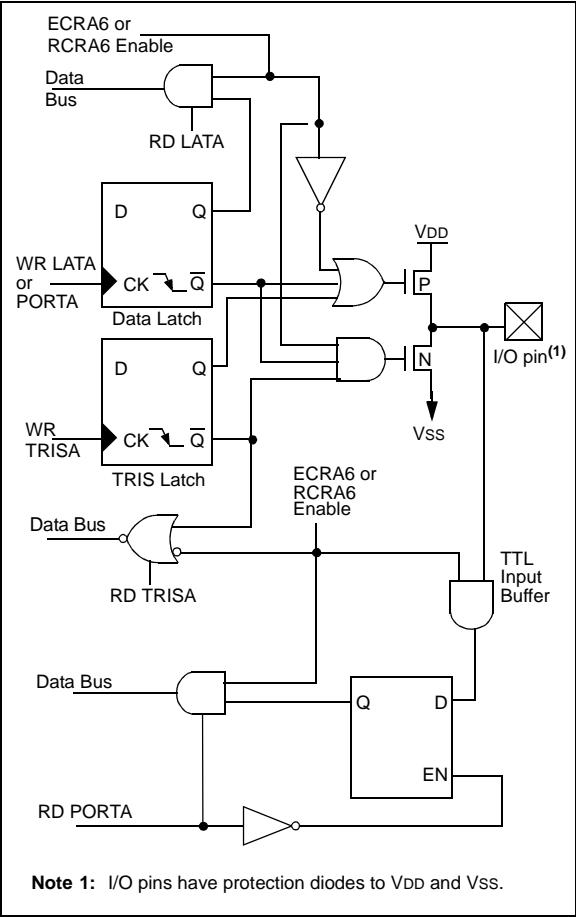 ECRA6 or
RCRA6 Enable
Data
Bus
RD LATA
D
Q
VDD
WR LATA
or
PORTA
CK
Q
P
Data Latch
I/O pin(1)
D
Q
N
WR
TRISA
CK
Q
VSS
TRIS Latch
ECRA6 or
RCRA6
Enable
Data Bus
TTL
Input
Buffer
RD TRISA
Data Bus
Q
D
EN
RD PORTA
Note 1: I/O pins have protection diodes to VDD and VSS.